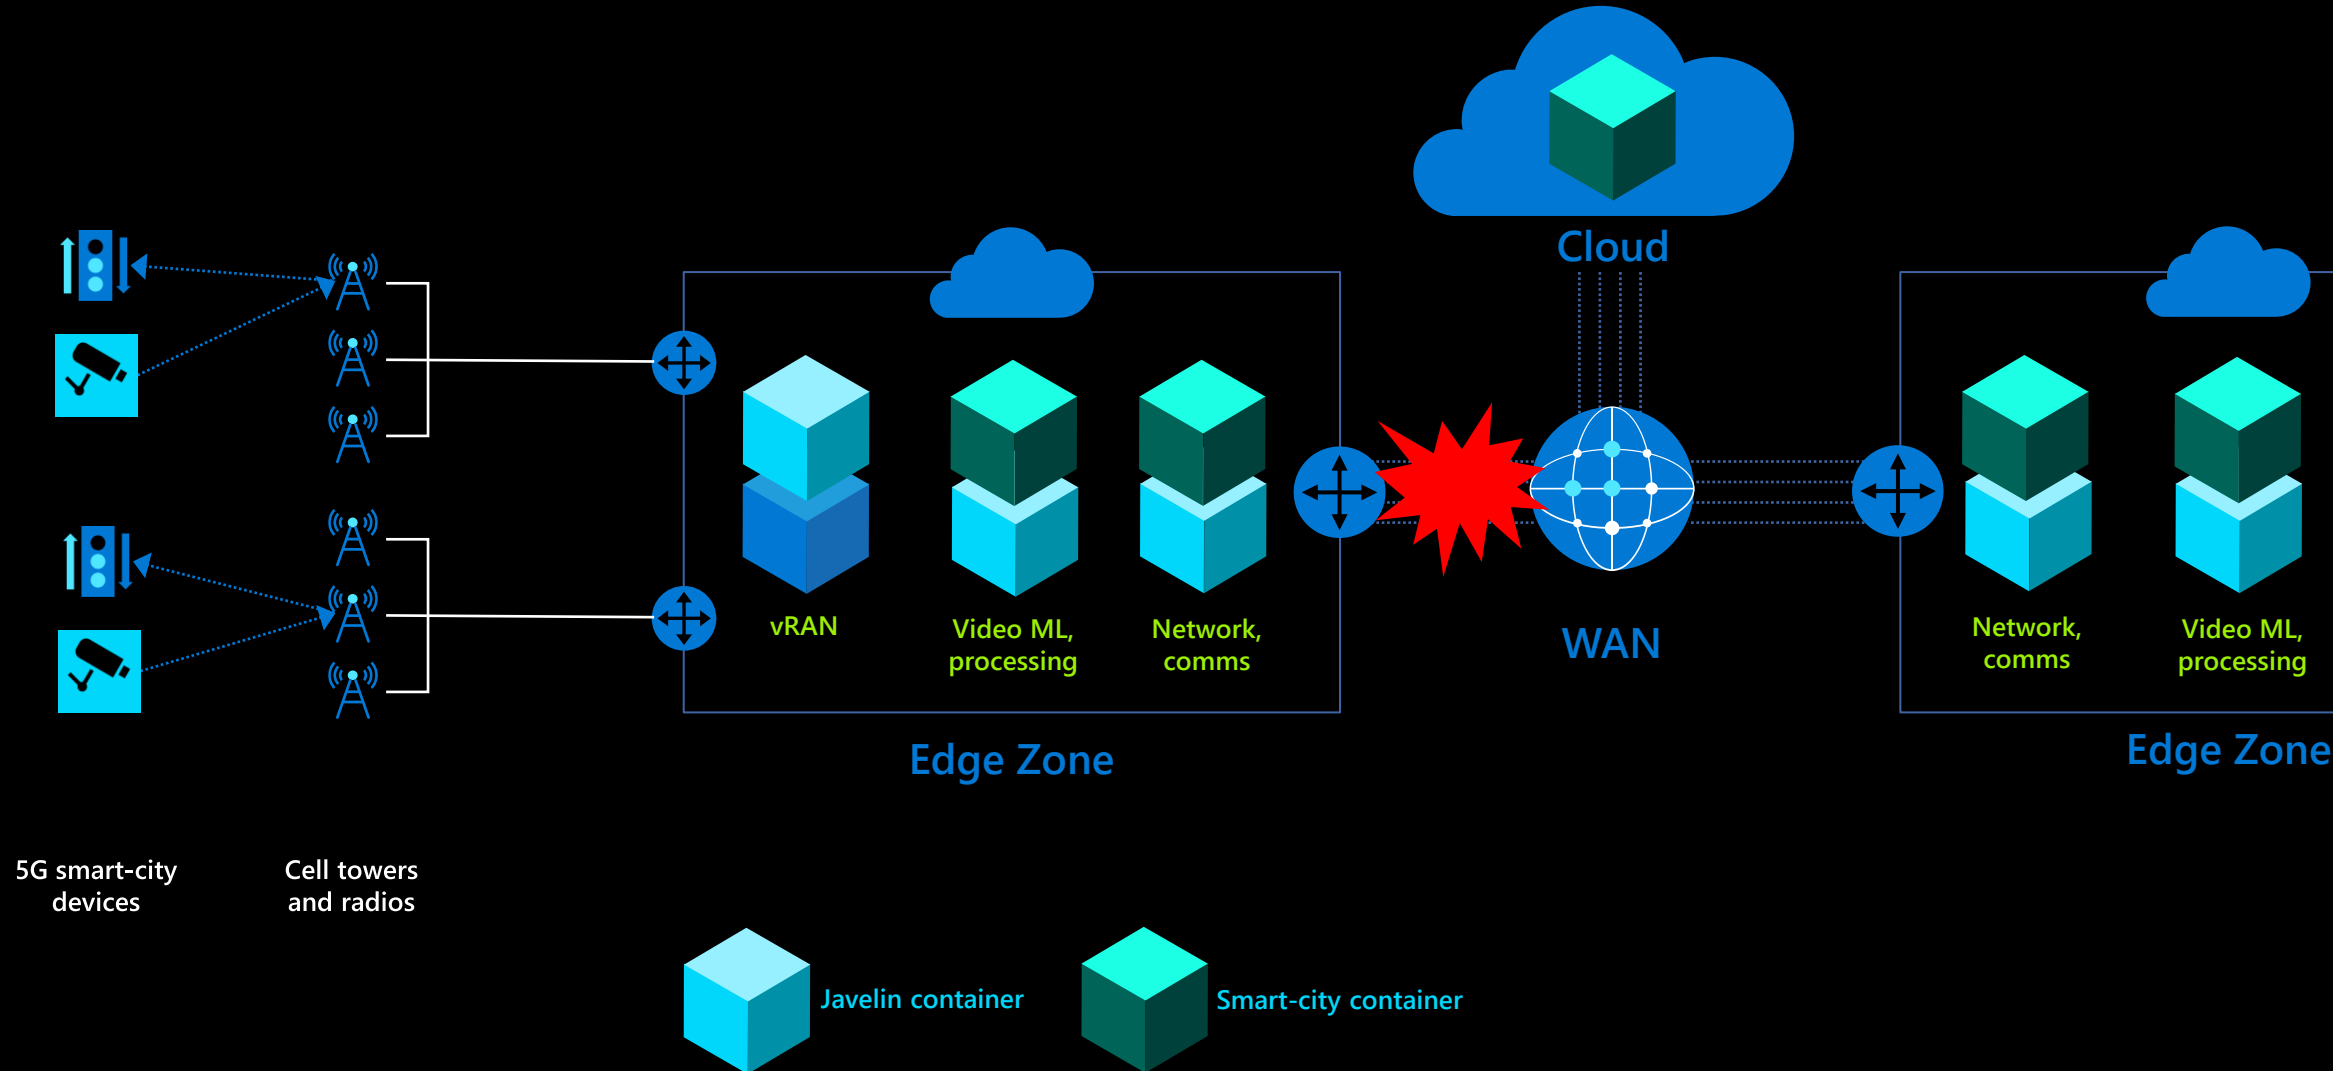 Cloud
vRAN
Video ML,
processing
Network,
comms
WAN
Network,
comms
Video ML,
processing
Edge Zone
Edge Zone
5G smart-city
devices
Cell towers
and radios
Javelin container
Smart-city container